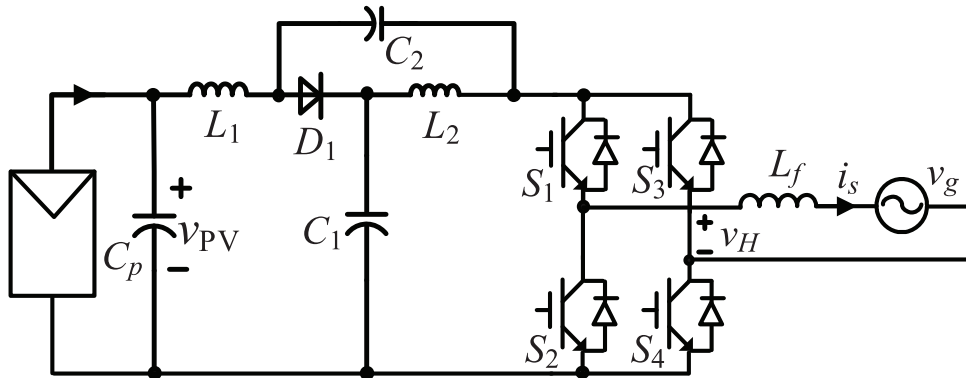 C₂
L₁
D₁
L₂
S₁
S₃
L_f
i_s
v_g
+
v_PV
−
C_p
C₁
+
v_H
−
S₂
S₄